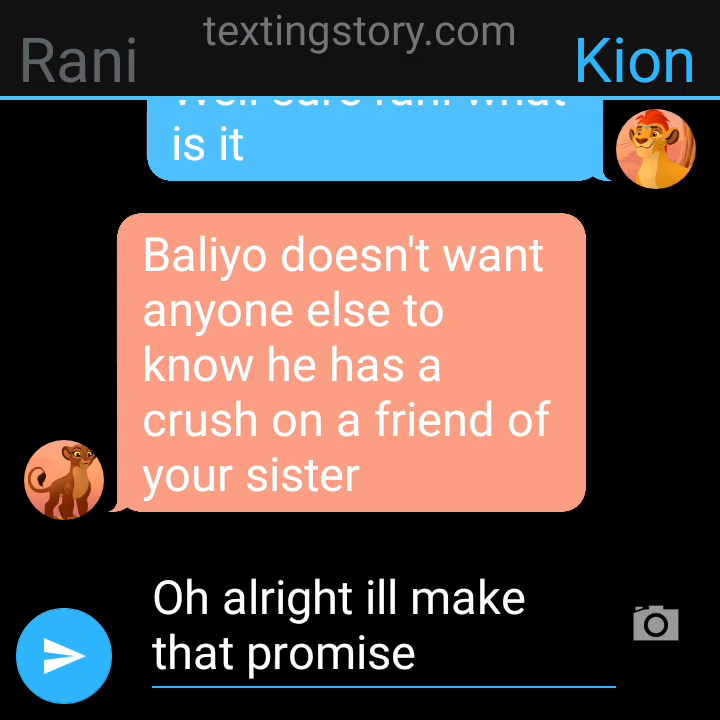 textingstory.com
Rani
Kion
is it
Baliyo doesn't want
anyone else to
know he has a
crush on a friend of
your sister
Oh alright ill make
that promise